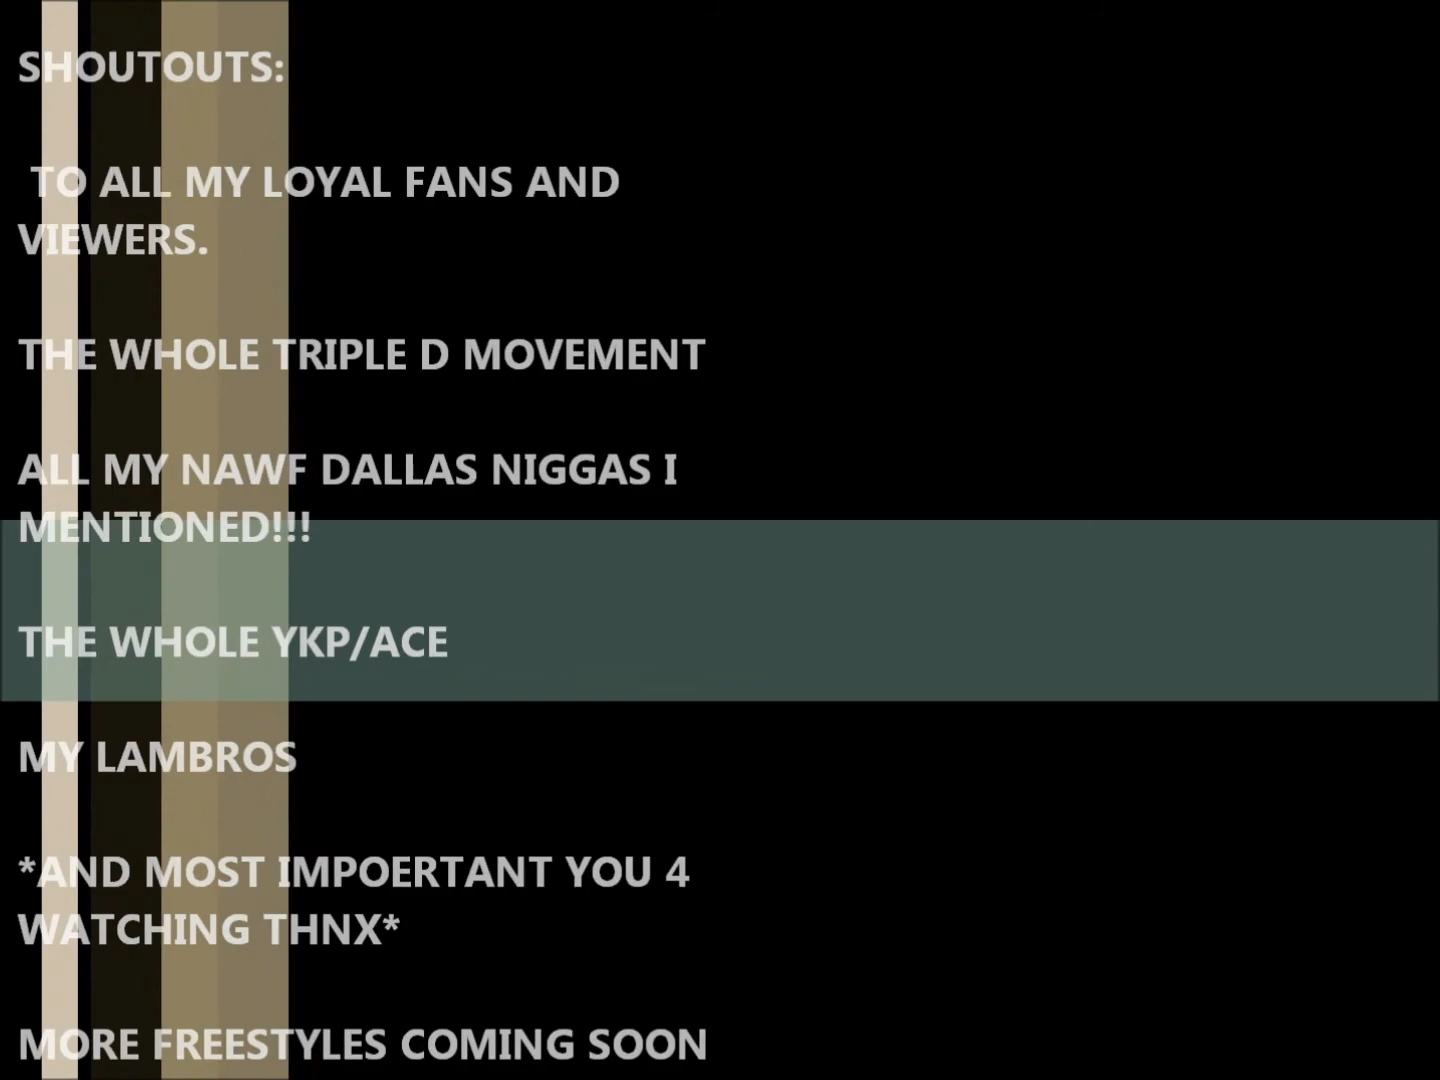 SHOUTOUTS:
TO ALL MY LOYAL FANS AND
VIEWERS.
THE WHOLE TRIPLE D MOVEMENT
ALL MY NAWF DALLAS NIGGAS I
MENTIONED!!!
THE WHOLE YKP/ACE
MY LAMBROS
*AND MOST IMPOERTANT YOU 4
WATCHING THNX*
MORE FREESTYLES COMING SOON